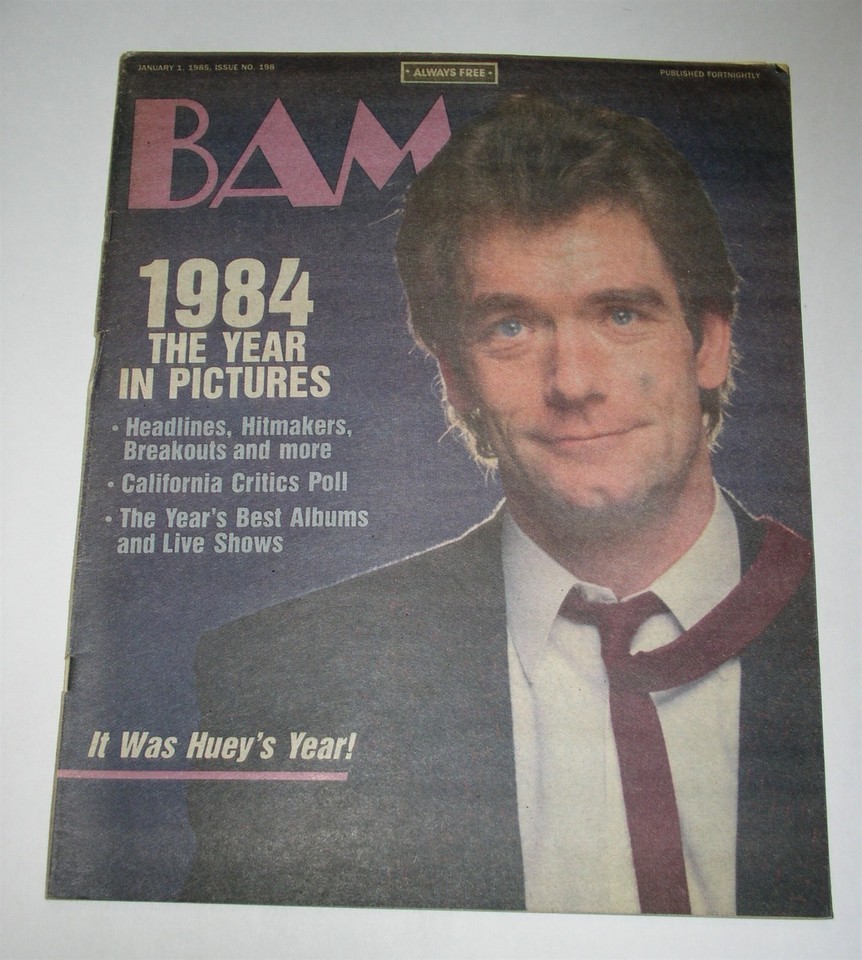 JANUARY 1, 1985, ISSUE NO. 198
• ALWAYS FREE •
PUBLISHED FORTNIGHTLY
BAM
1984
THE YEAR
IN PICTURES
• Headlines, Hitmakers,
Breakouts and more
• California Critics Poll
• The Year's Best Albums
and Live Shows
It Was Huey's Year!